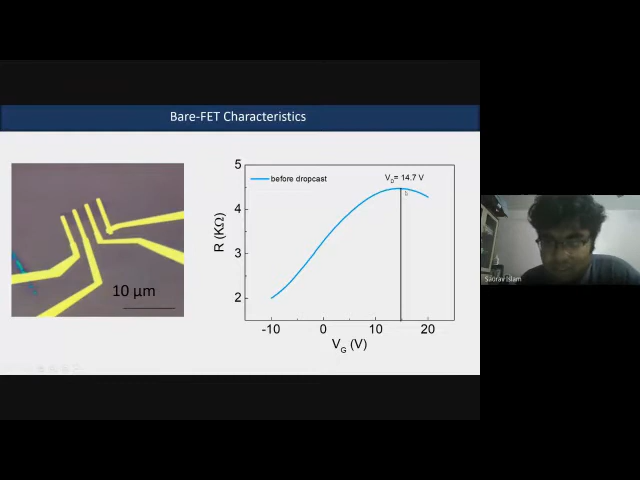 Bare-FET Characteristics
10 μm
5
4
3
2
R (KΩ)
before dropcast
V_D= 14.7 V
-10 0 10 20
V_G (V)
Sourav Islam